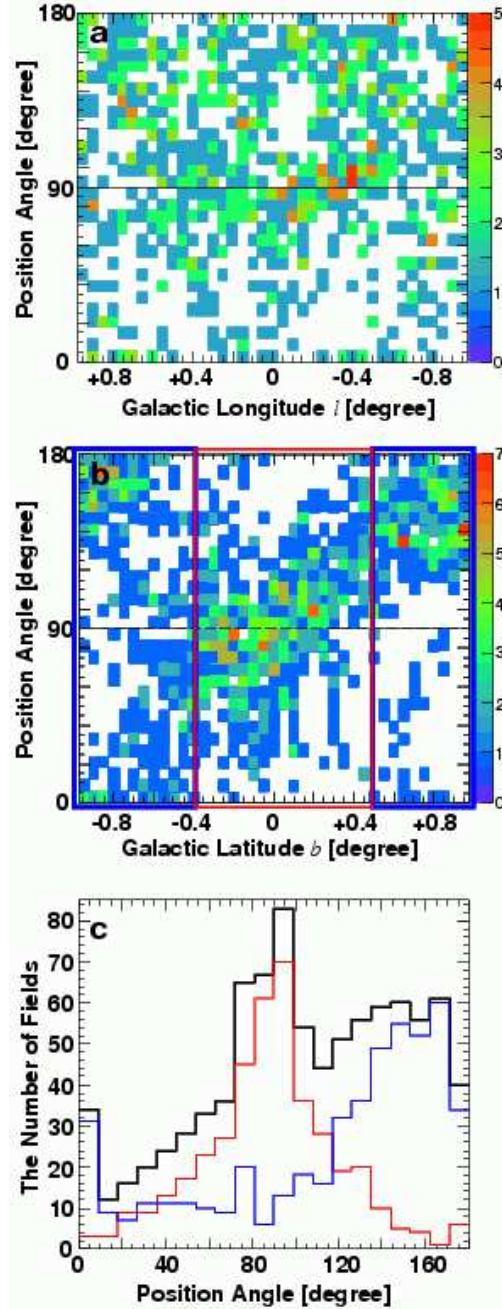 a
180
90
0
Position Angle [degree]
+0.8 +0.4 0 -0.4 -0.8
Galactic Longitude l [degree]
5
4
3
2
1
0
b
180
90
0
Position Angle [degree]
-0.8 -0.4 0 +0.4 +0.8
Galactic Latitude b [degree]
7
6
5
4
3
2
1
0
c
80
70
60
50
40
30
20
10
0
The Number of Fields
0 40 80 120 160
Position Angle [degree]